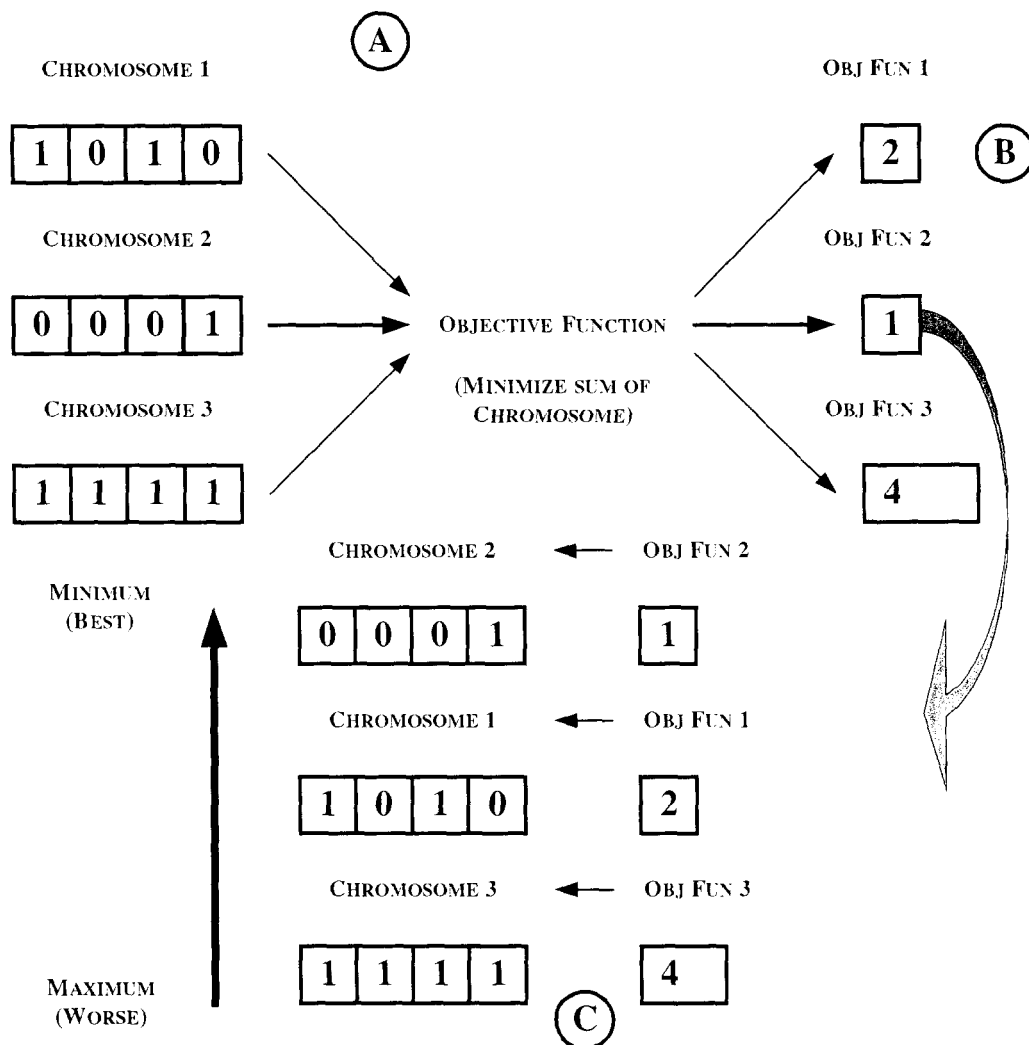 A
CHROMOSOME 1
OBJ FUN 1
1 0 1 0
2
B
CHROMOSOME 2
OBJ FUN 2
0 0 0 1
OBJECTIVE FUNCTION
1
(MINIMIZE SUM OF
CHROMOSOME)
CHROMOSOME 3
OBJ FUN 3
1 1 1 1
4
CHROMOSOME 2
OBJ FUN 2
MINIMUM
(BEST)
0 0 0 1
1
CHROMOSOME 1
OBJ FUN 1
1 0 1 0
2
CHROMOSOME 3
OBJ FUN 3
1 1 1 1
4
MAXIMUM
(WORSE)
C